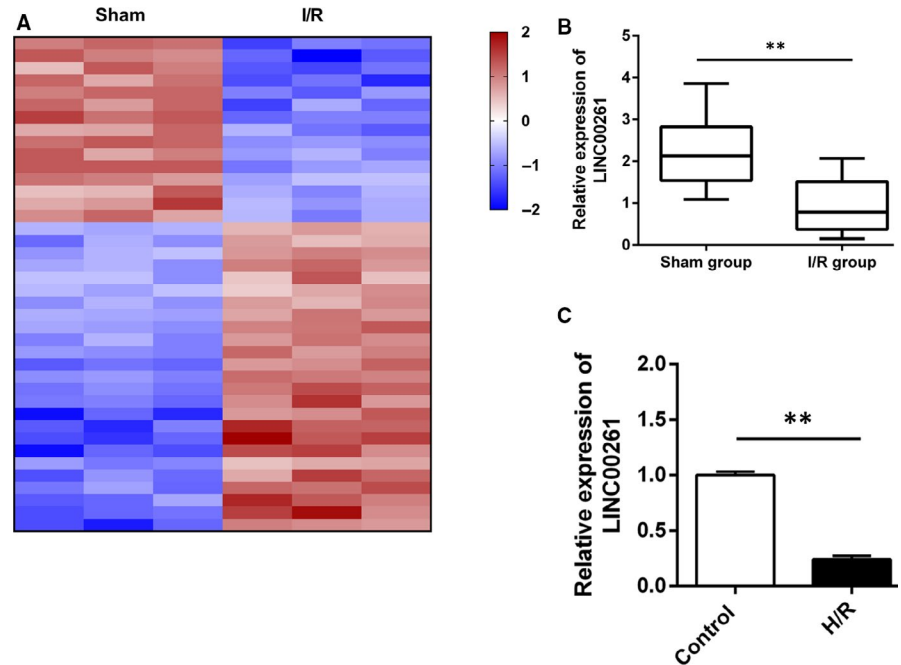 A
Sham I/R
2
1
0
−1
−2
B
Relative expression of
LINC00261
5
4
3
2
1
0
**
Sham group I/R group
C
Relative expression of
LINC00261
2.0
1.5
1.0
0.5
0.0
**
Control H/R